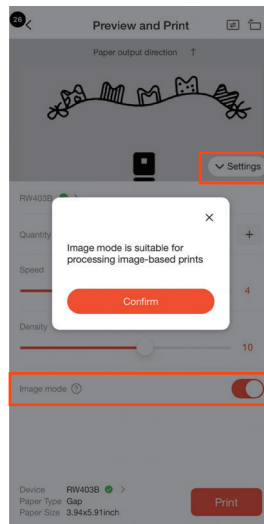 26
Preview and Print
Paper output direction ↑
Settings
RW403B
Quantity
+
Image mode is suitable for
processing image-based prints
Confirm
Speed
4
Density
10
Image mode ?
Device RW403B >
Paper Type Gap
Paper Size 3.94x5.91inch
Print